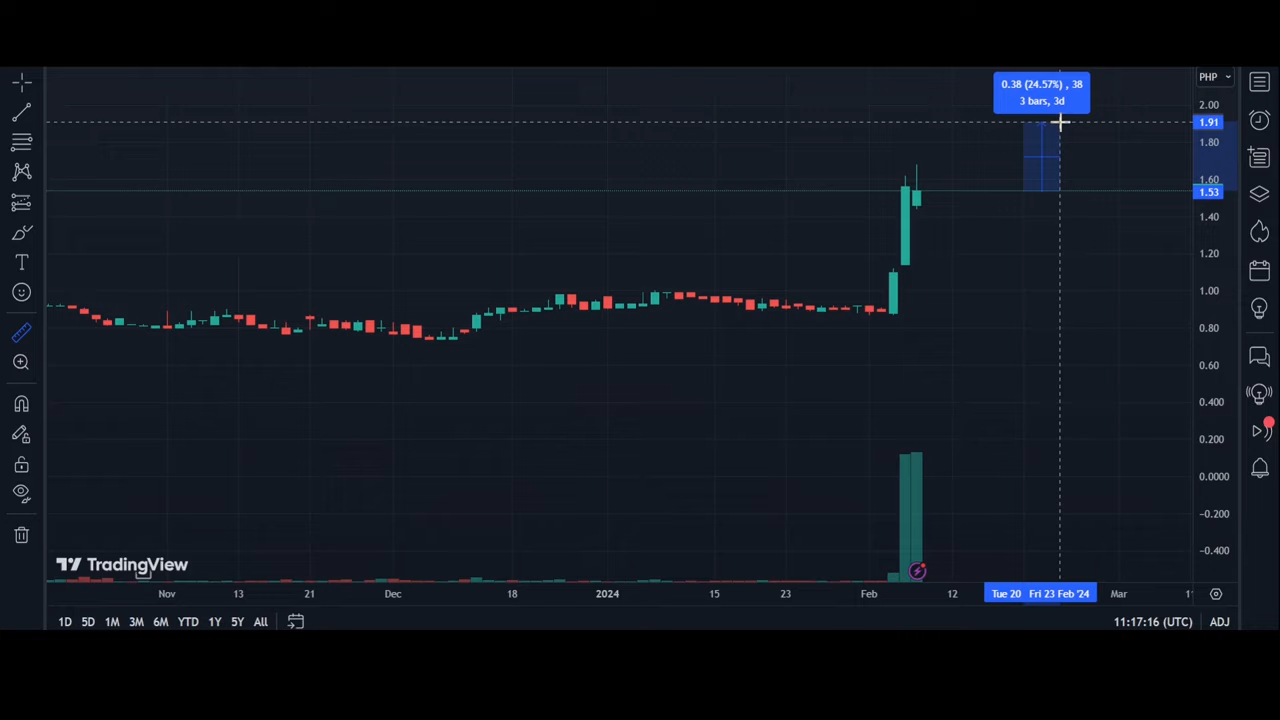 PHP
0.38 (24.57%) , 38
3 bars, 3d
2.00
1.91
1.80
1.60
1.53
1.40
1.20
1.00
0.80
0.60
0.400
0.200
0.0000
−0.200
−0.400
TradingView
Nov
13
21
Dec
18
2024
15
23
Feb
12
Tue 20
Fri 23 Feb '24
Mar
1D 5D 1M 3M 6M YTD 1Y 5Y All
11:17:16 (UTC)
ADJ